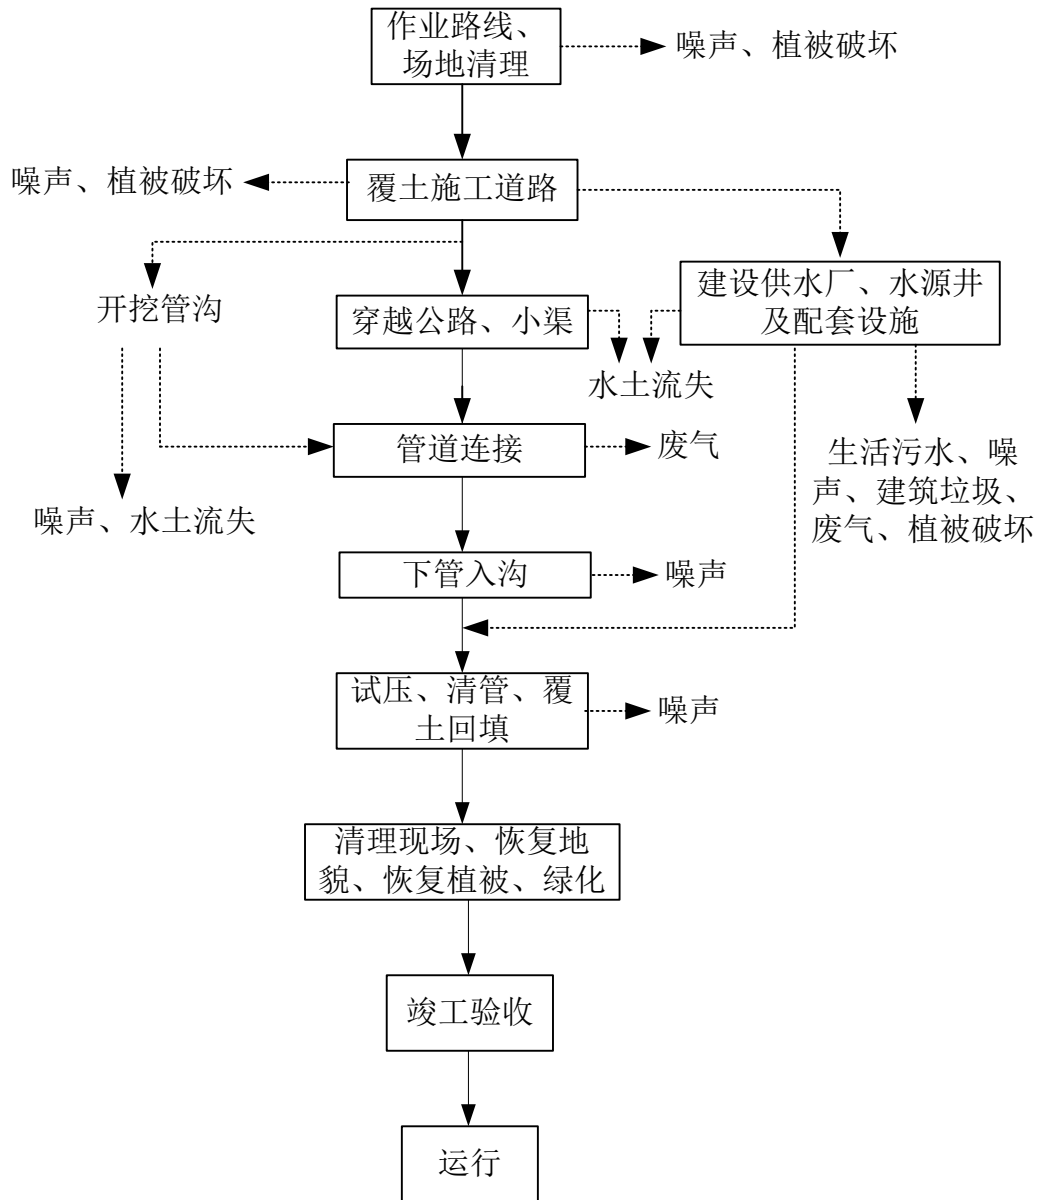 作业路线、
场地清理
噪声、植被破坏
噪声、植被破坏
覆土施工道路
开挖管沟
穿越公路、小渠
建设供水厂、水源井
及配套设施
水土流失
管道连接
废气
生活污水、噪
声、建筑垃圾、
废气、植被破坏
噪声、水土流失
下管入沟
噪声
试压、清管、覆
土回填
噪声
清理现场、恢复地
貌、恢复植被、绿化
竣工验收
运行